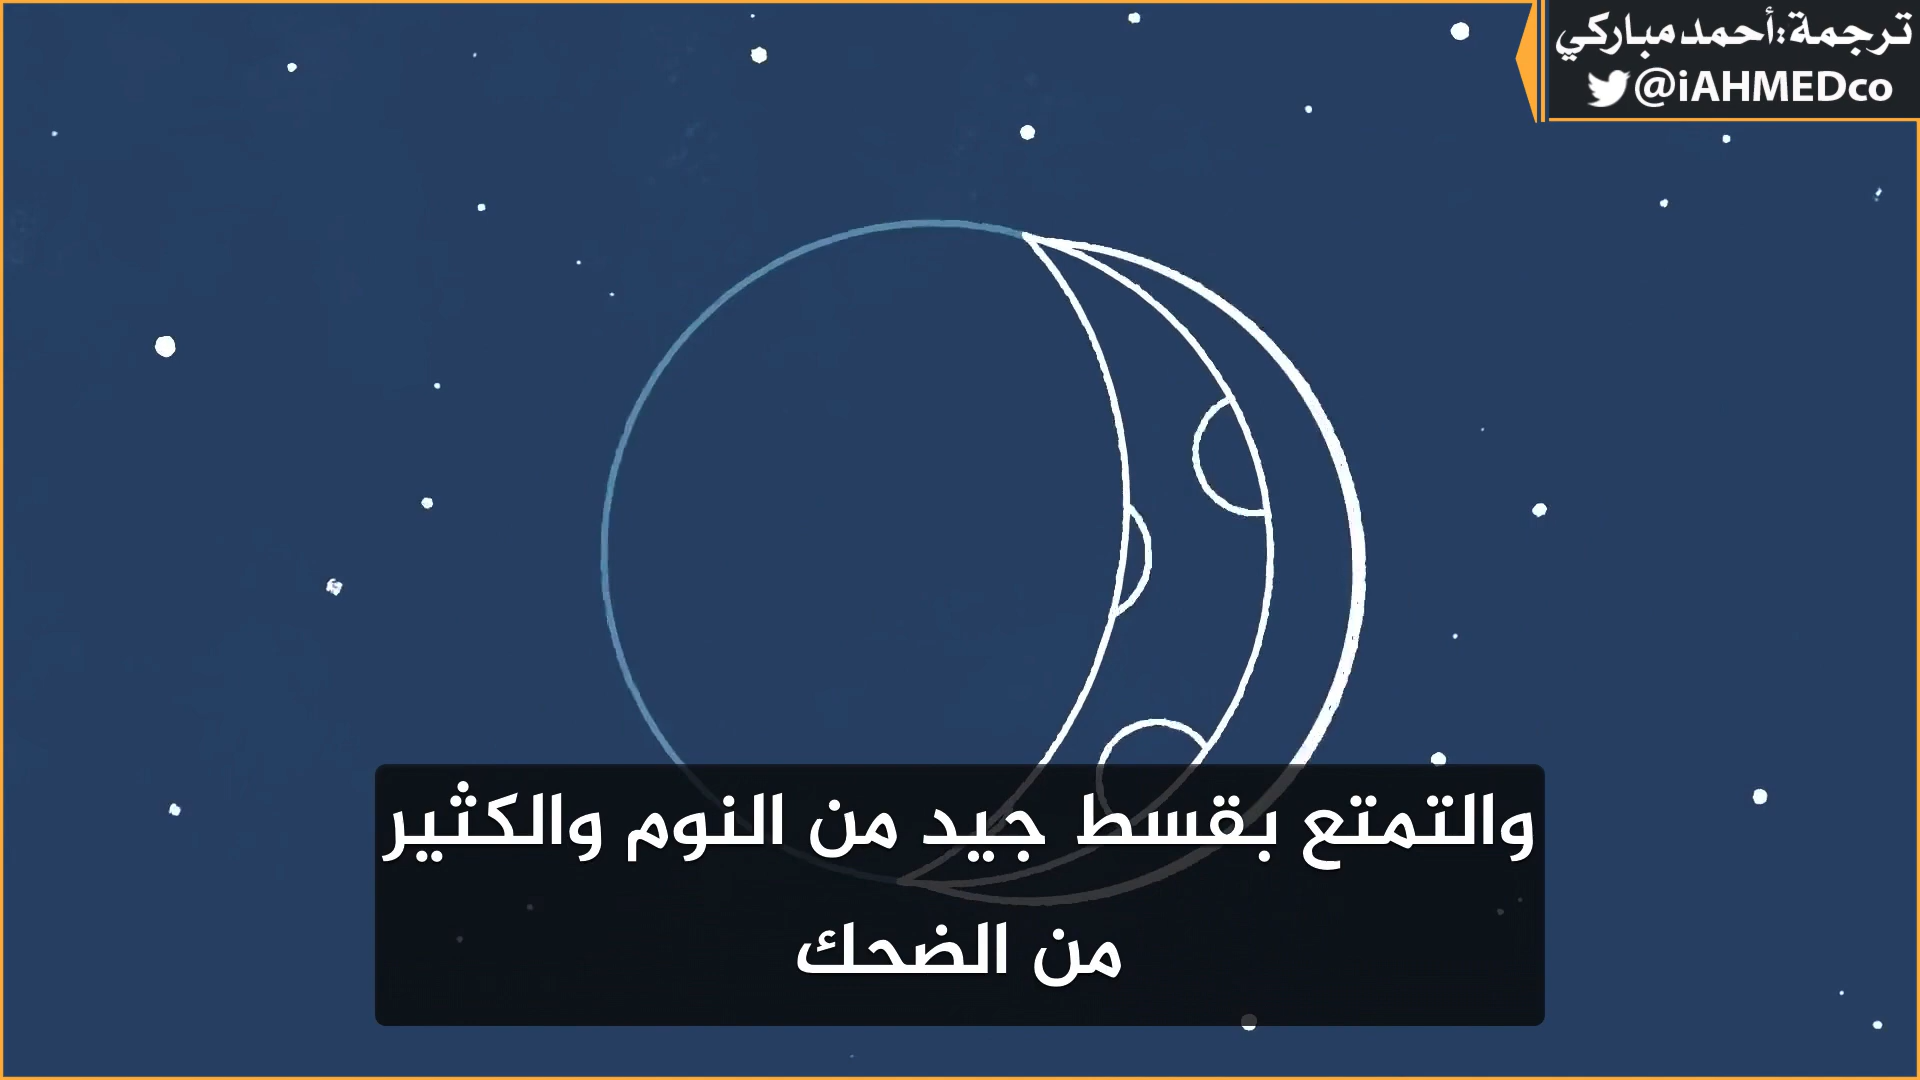 ترجمة:أحمد مباركي
@iAHMEDco
والتمتع بقسط جيد من النوم والكثير
من الضحك